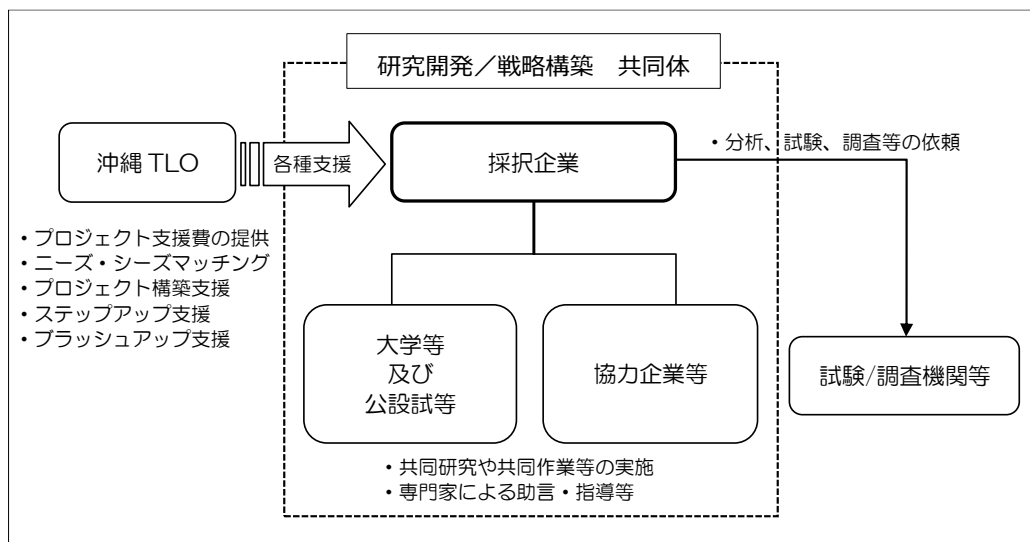 研究開発／戦略構築　共同体
沖縄 TLO
各種支援
採択企業
・分析、試験、調査等の依頼
・プロジェクト支援費の提供
・ニーズ・シーズマッチング
・プロジェクト構築支援
・ステップアップ支援
・ブラッシュアップ支援
大学等
及び
公設試等
協力企業等
試験/調査機関等
・共同研究や共同作業等の実施
・専門家による助言・指導等